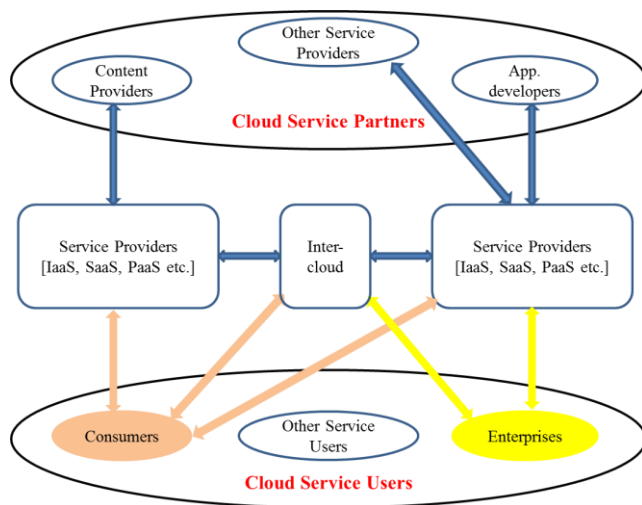 Other Service
Providers
Content
Providers
App.
developers
Cloud Service Partners
Service Providers
[IaaS, SaaS, PaaS etc.]
Inter-
cloud
Service Providers
[IaaS, SaaS, PaaS etc.]
Consumers
Other Service
Users
Enterprises
Cloud Service Users